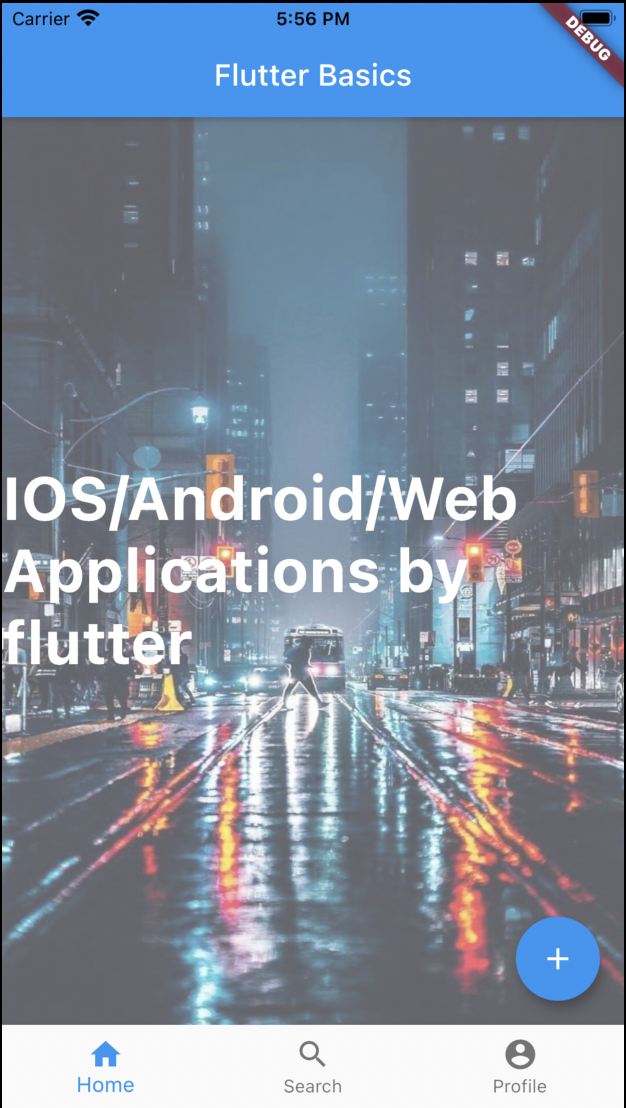 Carrier 5:56 PM
DEBUG
Flutter Basics
IOS/Android/Web
Applications by
flutter
Home Search Profile